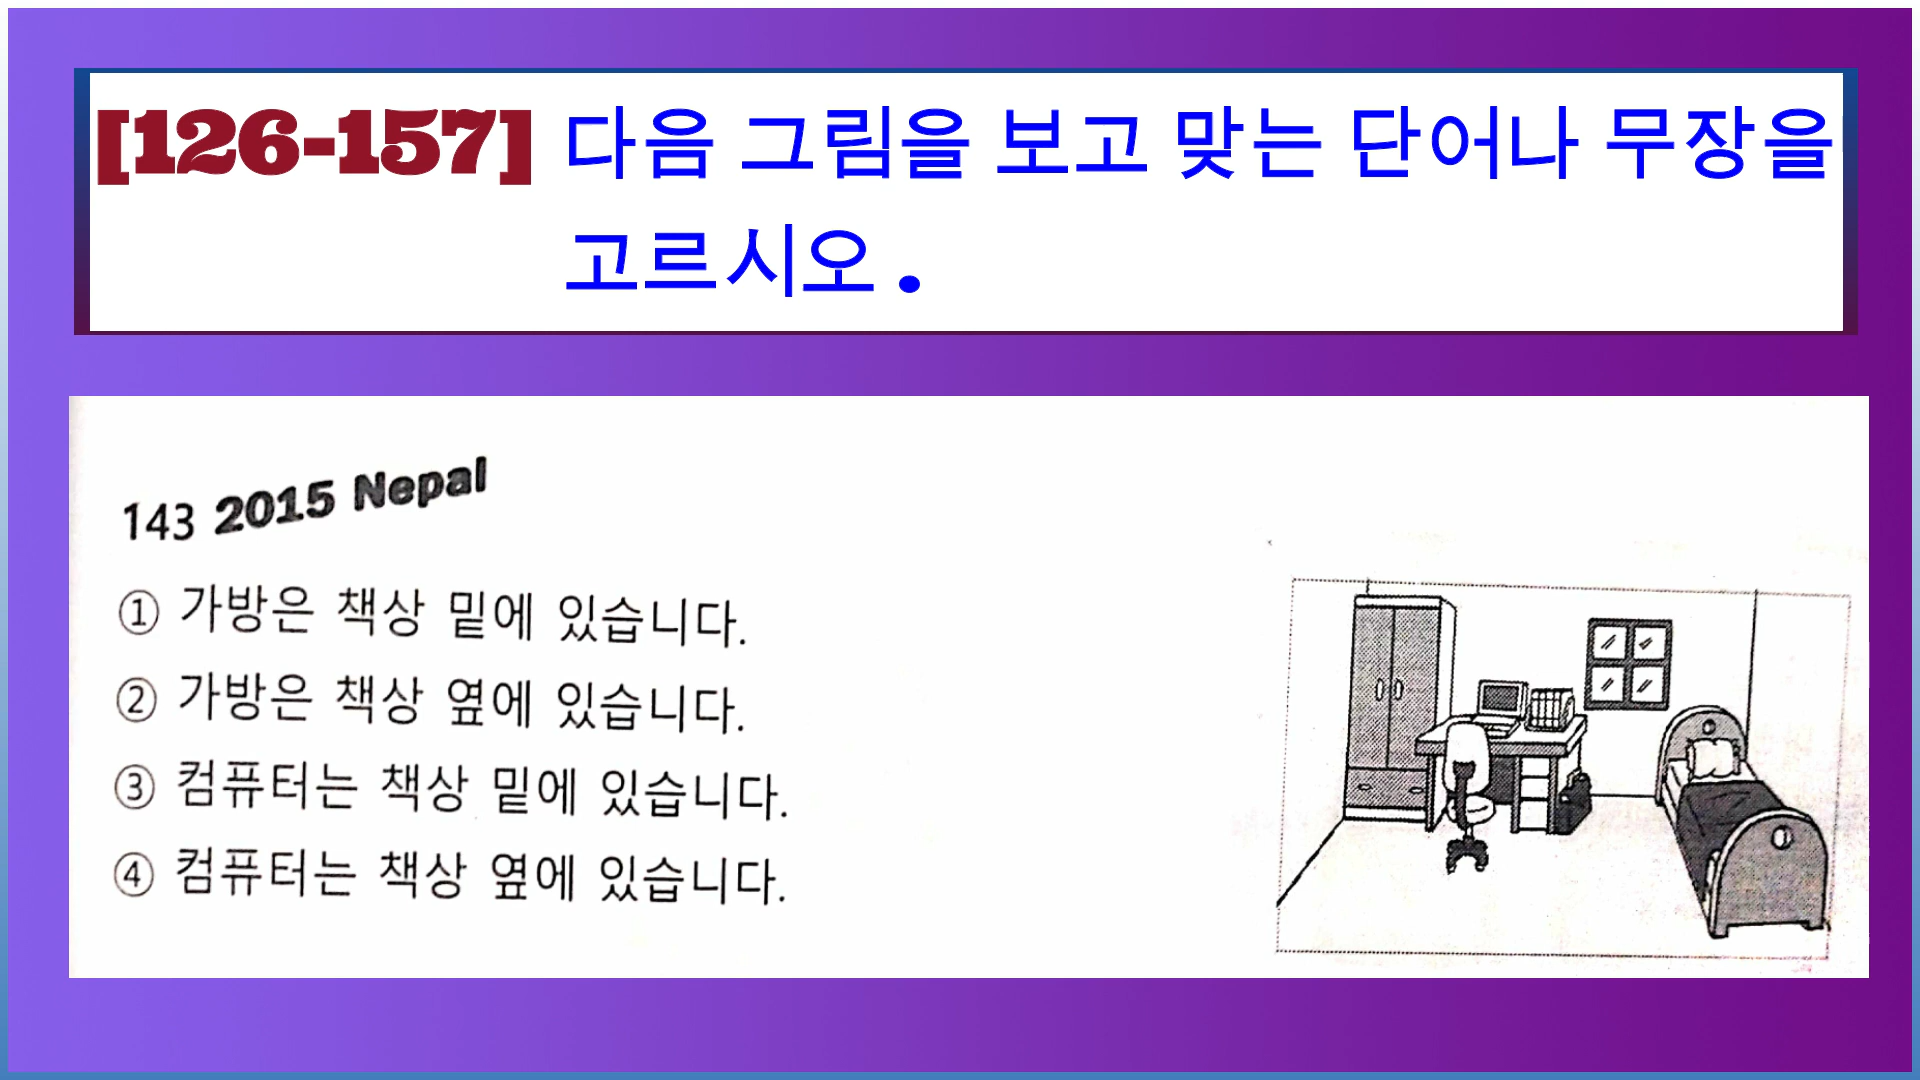 [126-157] 다음 그림을 보고 맞는 단어나 무장을
고르시오.
143 2015 Nepal
① 가방은 책상 밑에 있습니다.
② 가방은 책상 옆에 있습니다.
③ 컴퓨터는 책상 밑에 있습니다.
④ 컴퓨터는 책상 옆에 있습니다.